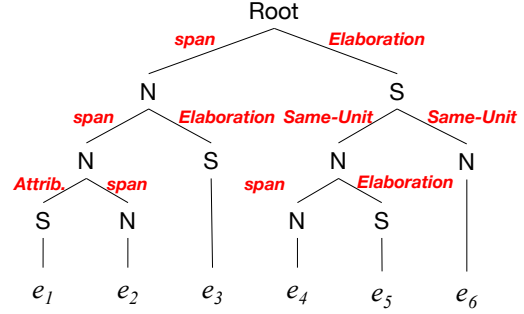 Root
span Elaboration
N S
span Elaboration Same-Unit Same-Unit
N S N N
Attrib. span span Elaboration
S N N S
e1 e2 e3 e4 e5 e6